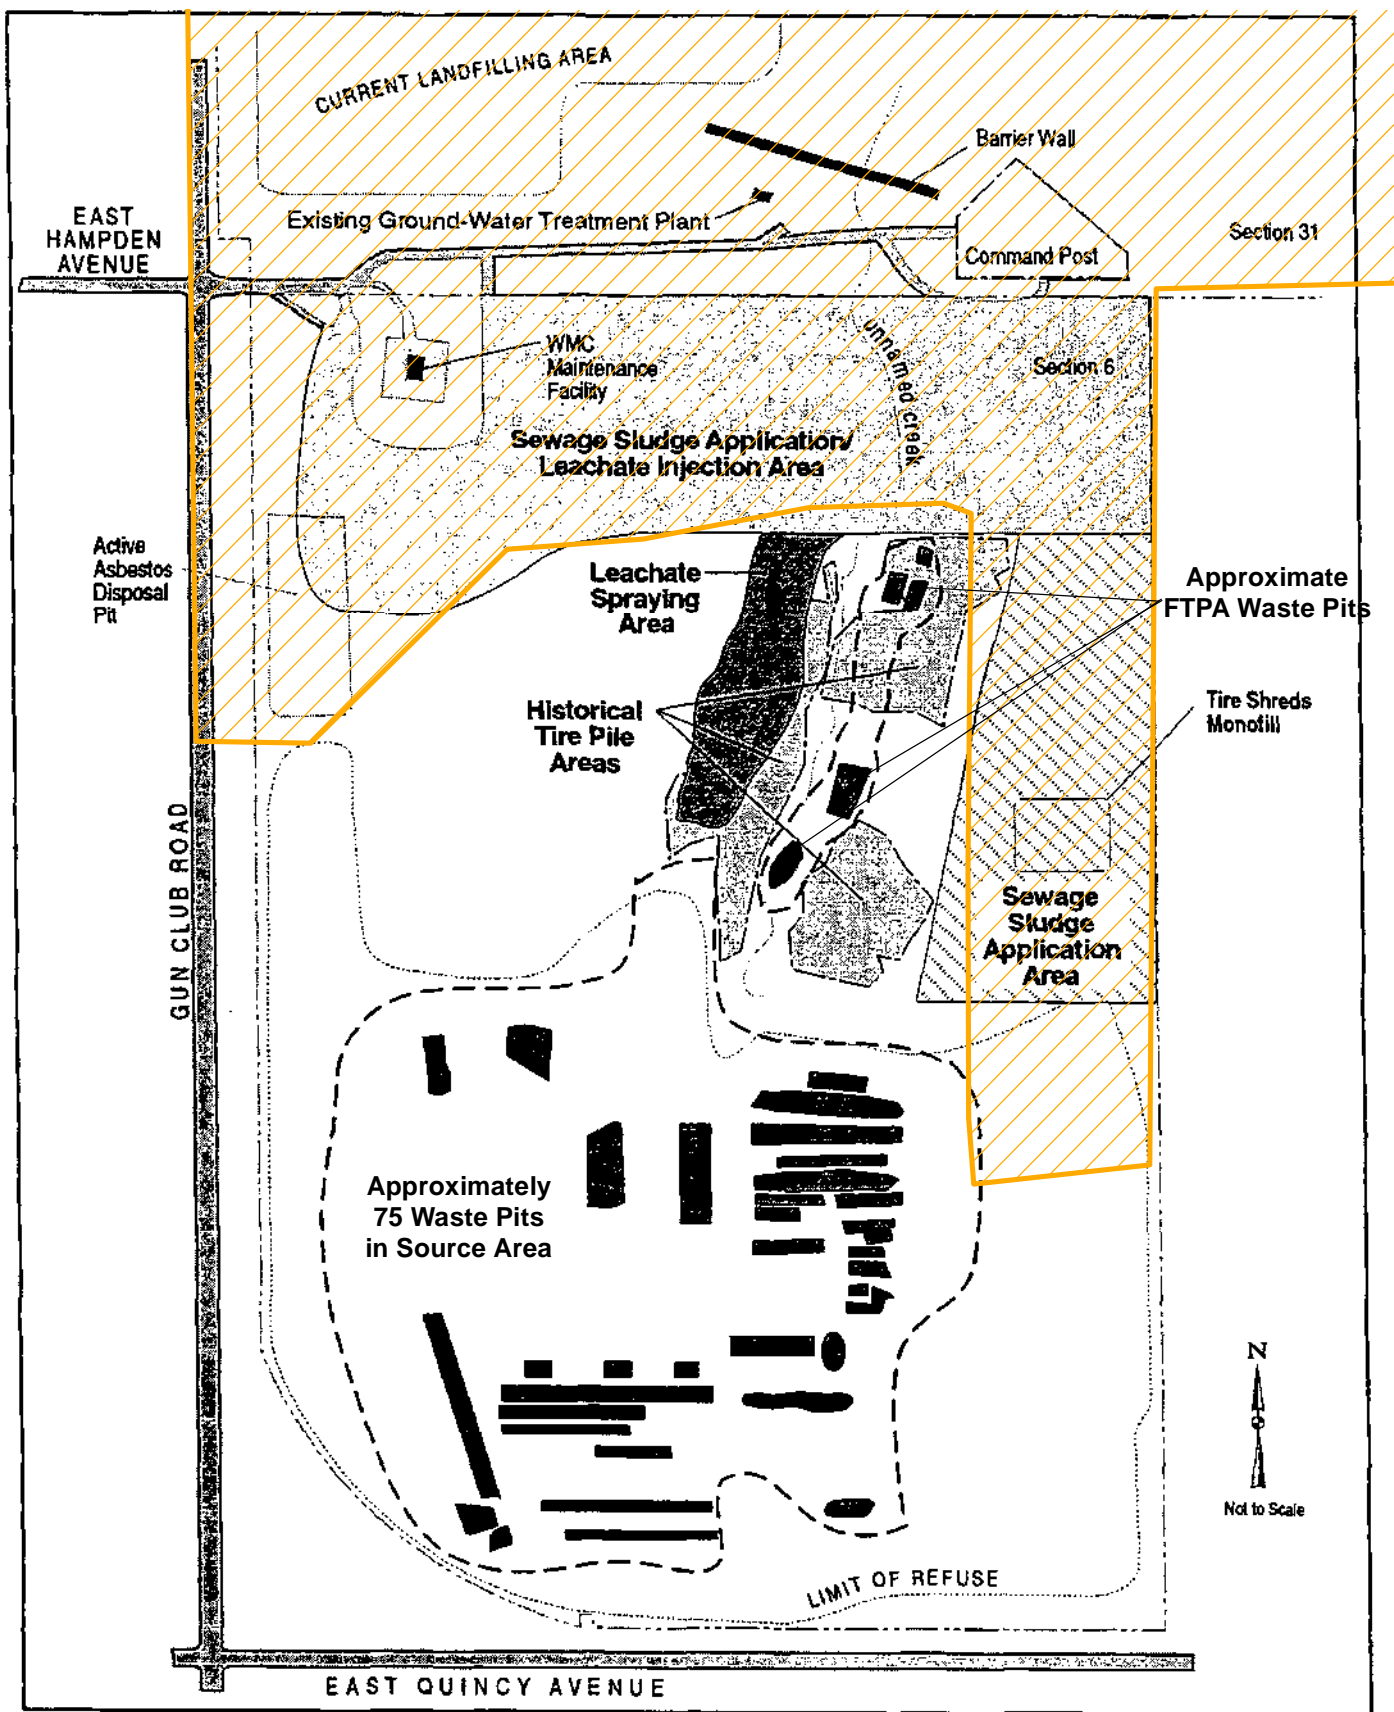 CURRENT LANDFILLING AREA
Barrier Wall
EAST
HAMPDEN
AVENUE
Existing Ground-Water Treatment Plant
Section 31
Command Post
unnamed creek
WMC
Maintenance
Facility
Section 6
Sewage Sludge Application/
Leachate Injection Area
Active
Asbestos
Disposal
Pit
Leachate
Spraying
Area
Approximate
FTPA Waste Pits
Historical
Tire Pile
Areas
Tire Shreds
Monofill
GUN CLUB ROAD
Sewage
Sludge
Application
Area
Approximately
75 Waste Pits
in Source Area
N
Not to Scale
LIMIT OF REFUSE
EAST QUINCY AVENUE